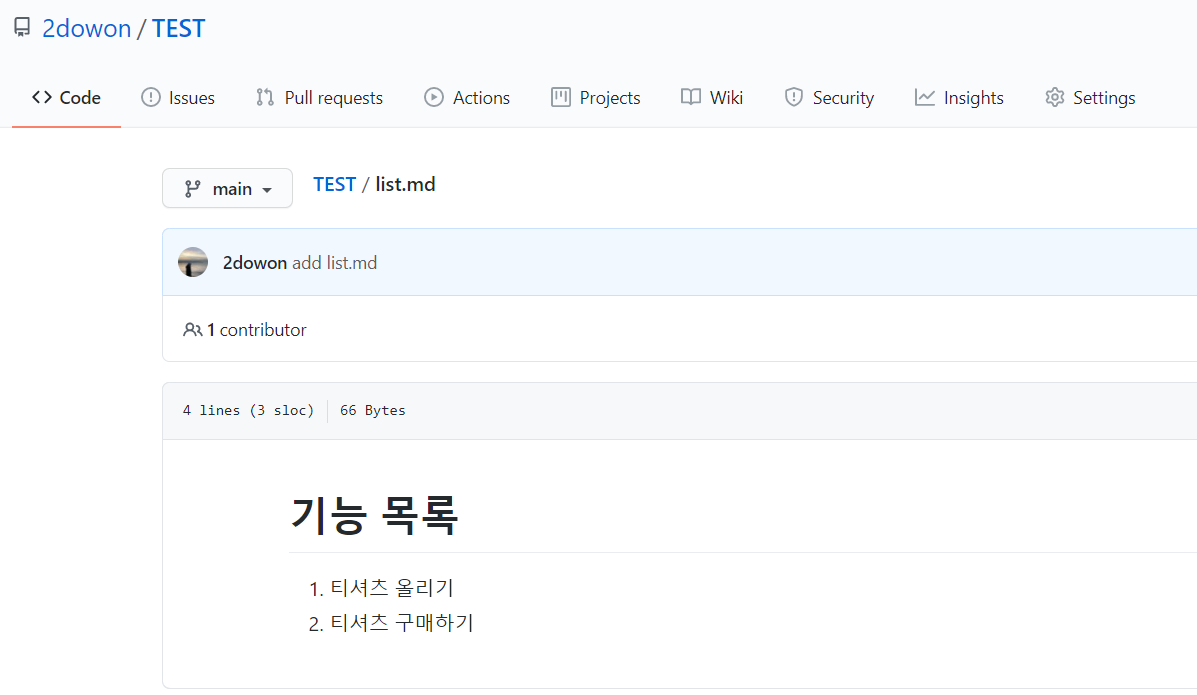 2dowon / TEST
Code Issues Pull requests Actions Projects Wiki Security Insights Settings
main TEST / list.md
2dowon add list.md
1 contributor
4 lines (3 sloc) 66 Bytes
기능 목록
1. 티셔츠 올리기
2. 티셔츠 구매하기